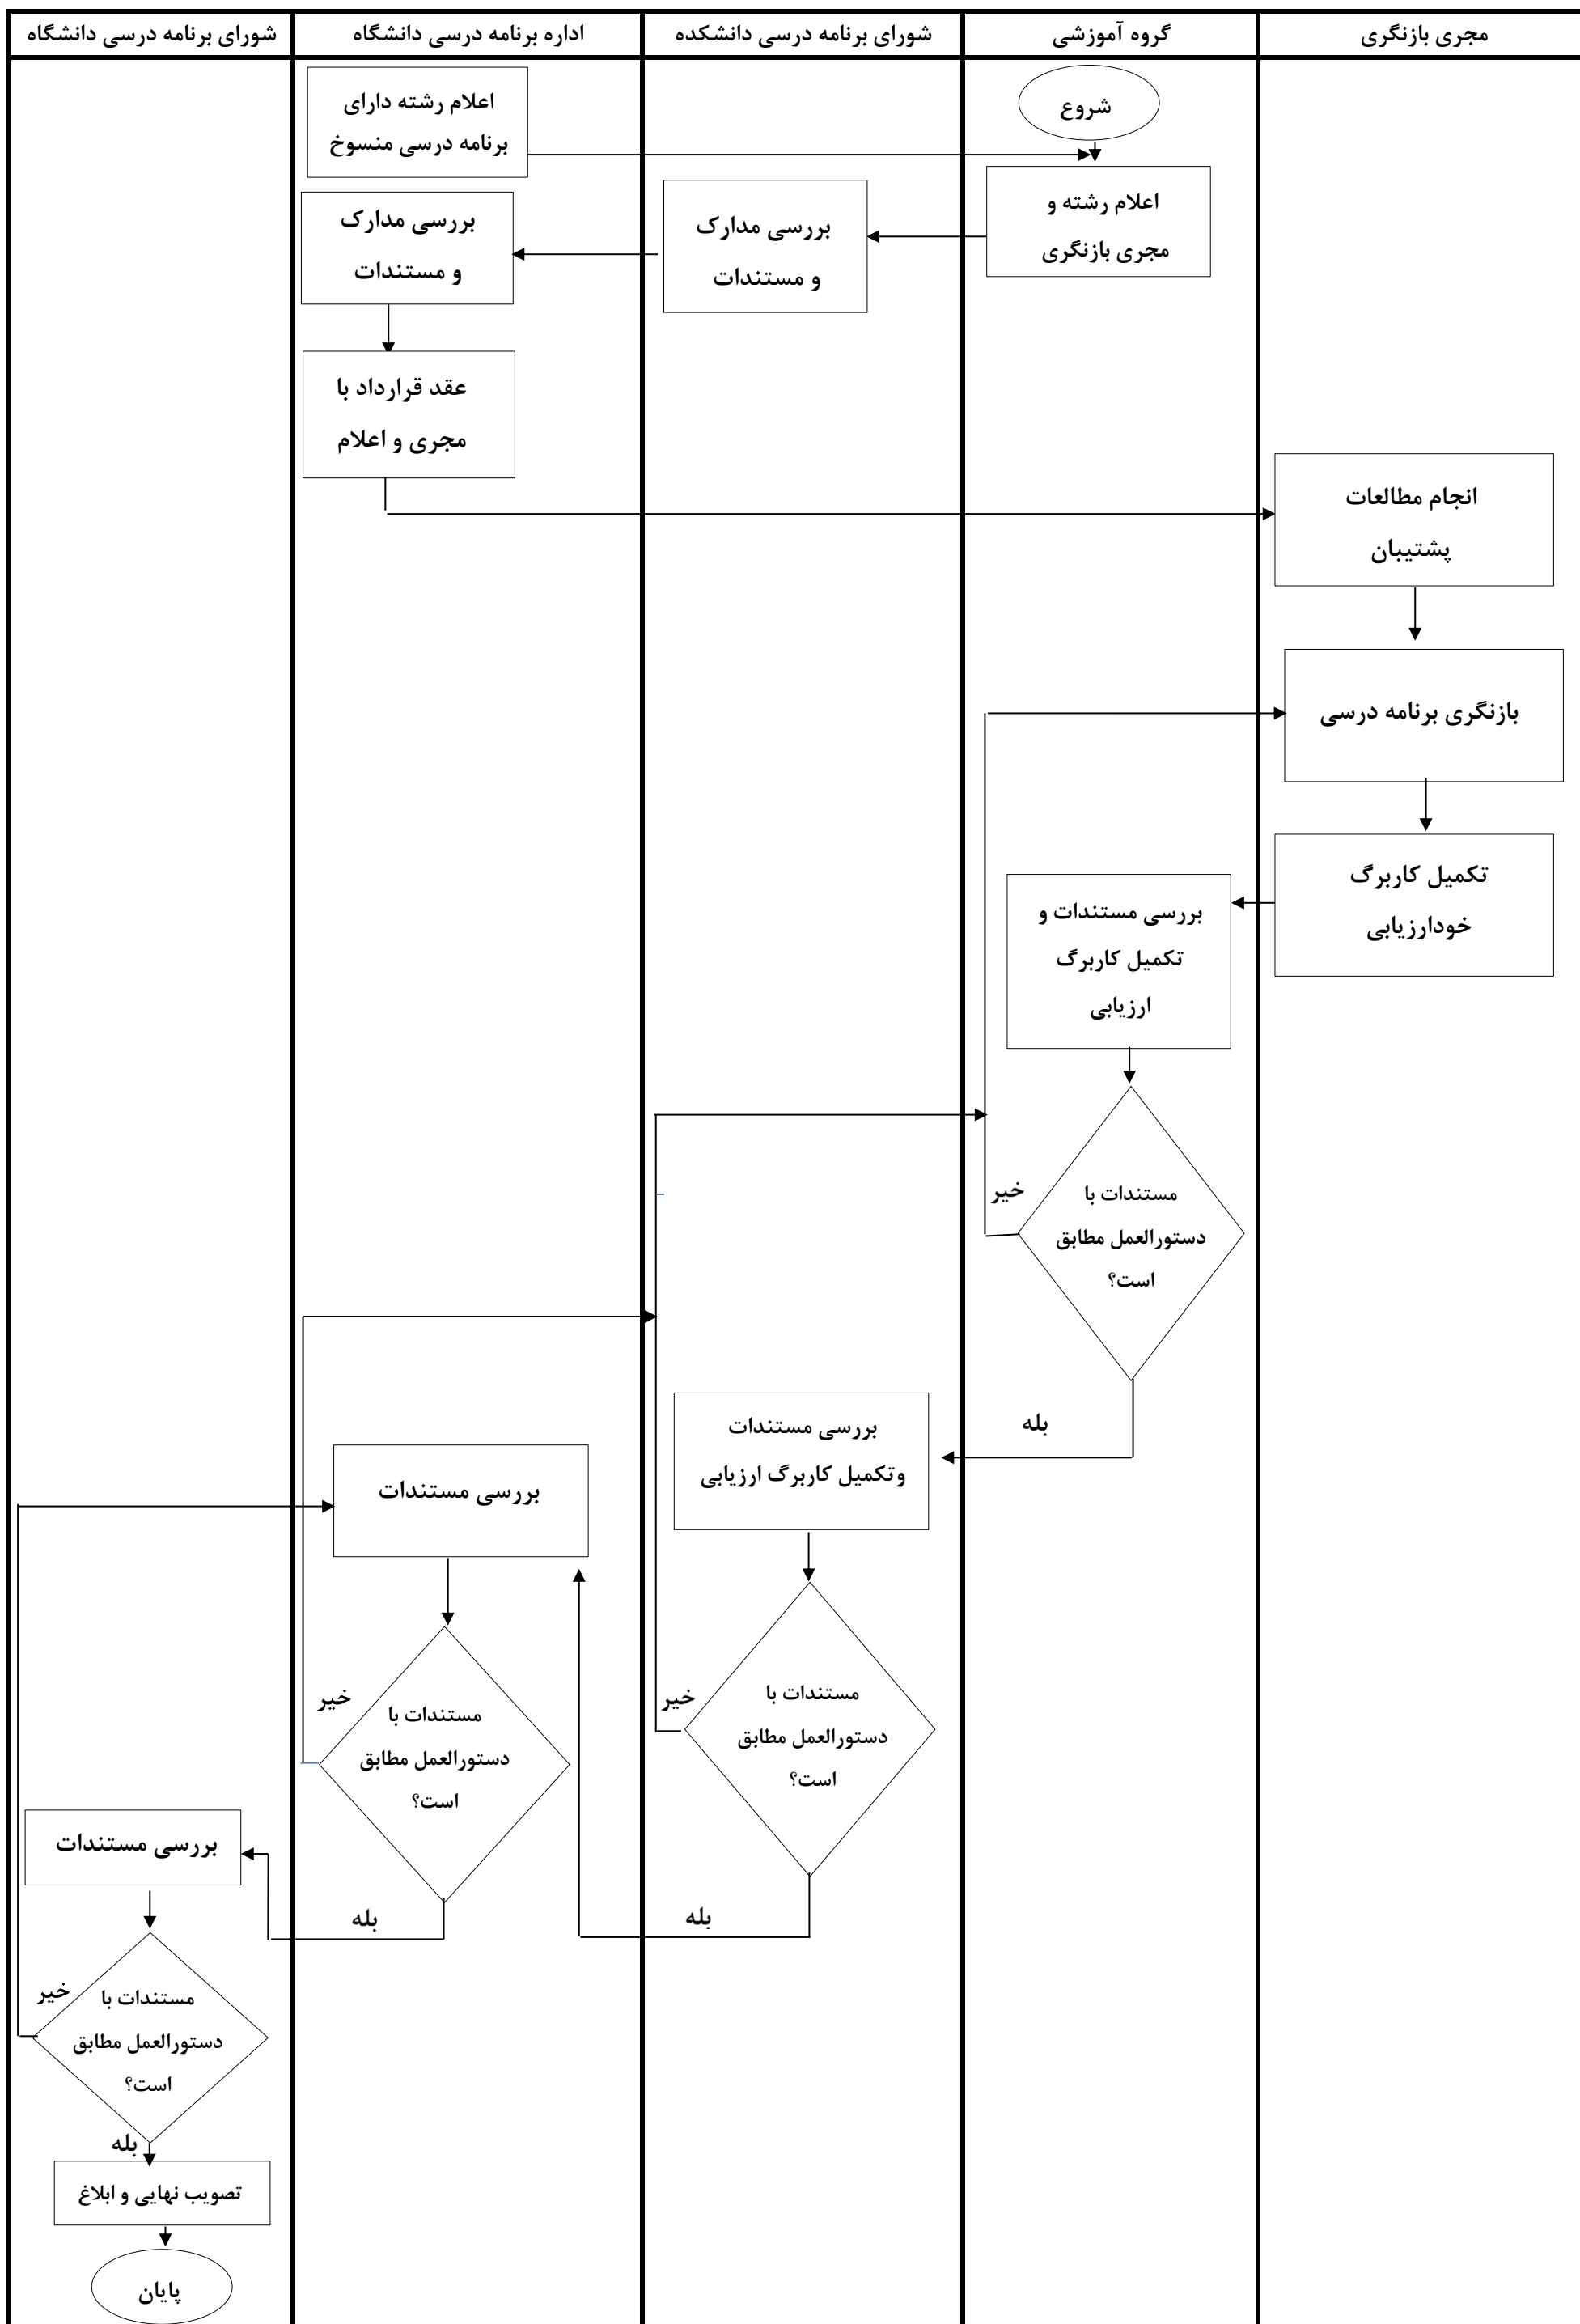 مجری بازنگری
گروه آموزشی
شورای برنامه درسی دانشکده
اداره برنامه درسی دانشگاه
شورای برنامه درسی دانشگاه
شروع
اعلام رشته دارای
برنامه درسی منسوخ
اعلام رشته و
مجری بازنگری
بررسی مدارک
و مستندات
بررسی مدارک
و مستندات
عقد قرارداد با
مجری و اعلام
انجام مطالعات
پشتیبان
بازنگری برنامه درسی
تکمیل کاربرگ
خودارزیابی
بررسی مستندات و
تکمیل کاربرگ
ارزیابی
خیر
مستندات با
دستورالعمل مطابق
است؟
بله
بررسی مستندات
وتکمیل کاربرگ ارزیابی
خیر
مستندات با
دستورالعمل مطابق
است؟
بله
بررسی مستندات
خیر
مستندات با
دستورالعمل مطابق
است؟
بله
بررسی مستندات
خیر
مستندات با
دستورالعمل مطابق
است؟
بله
تصویب نهایی و ابلاغ
پایان